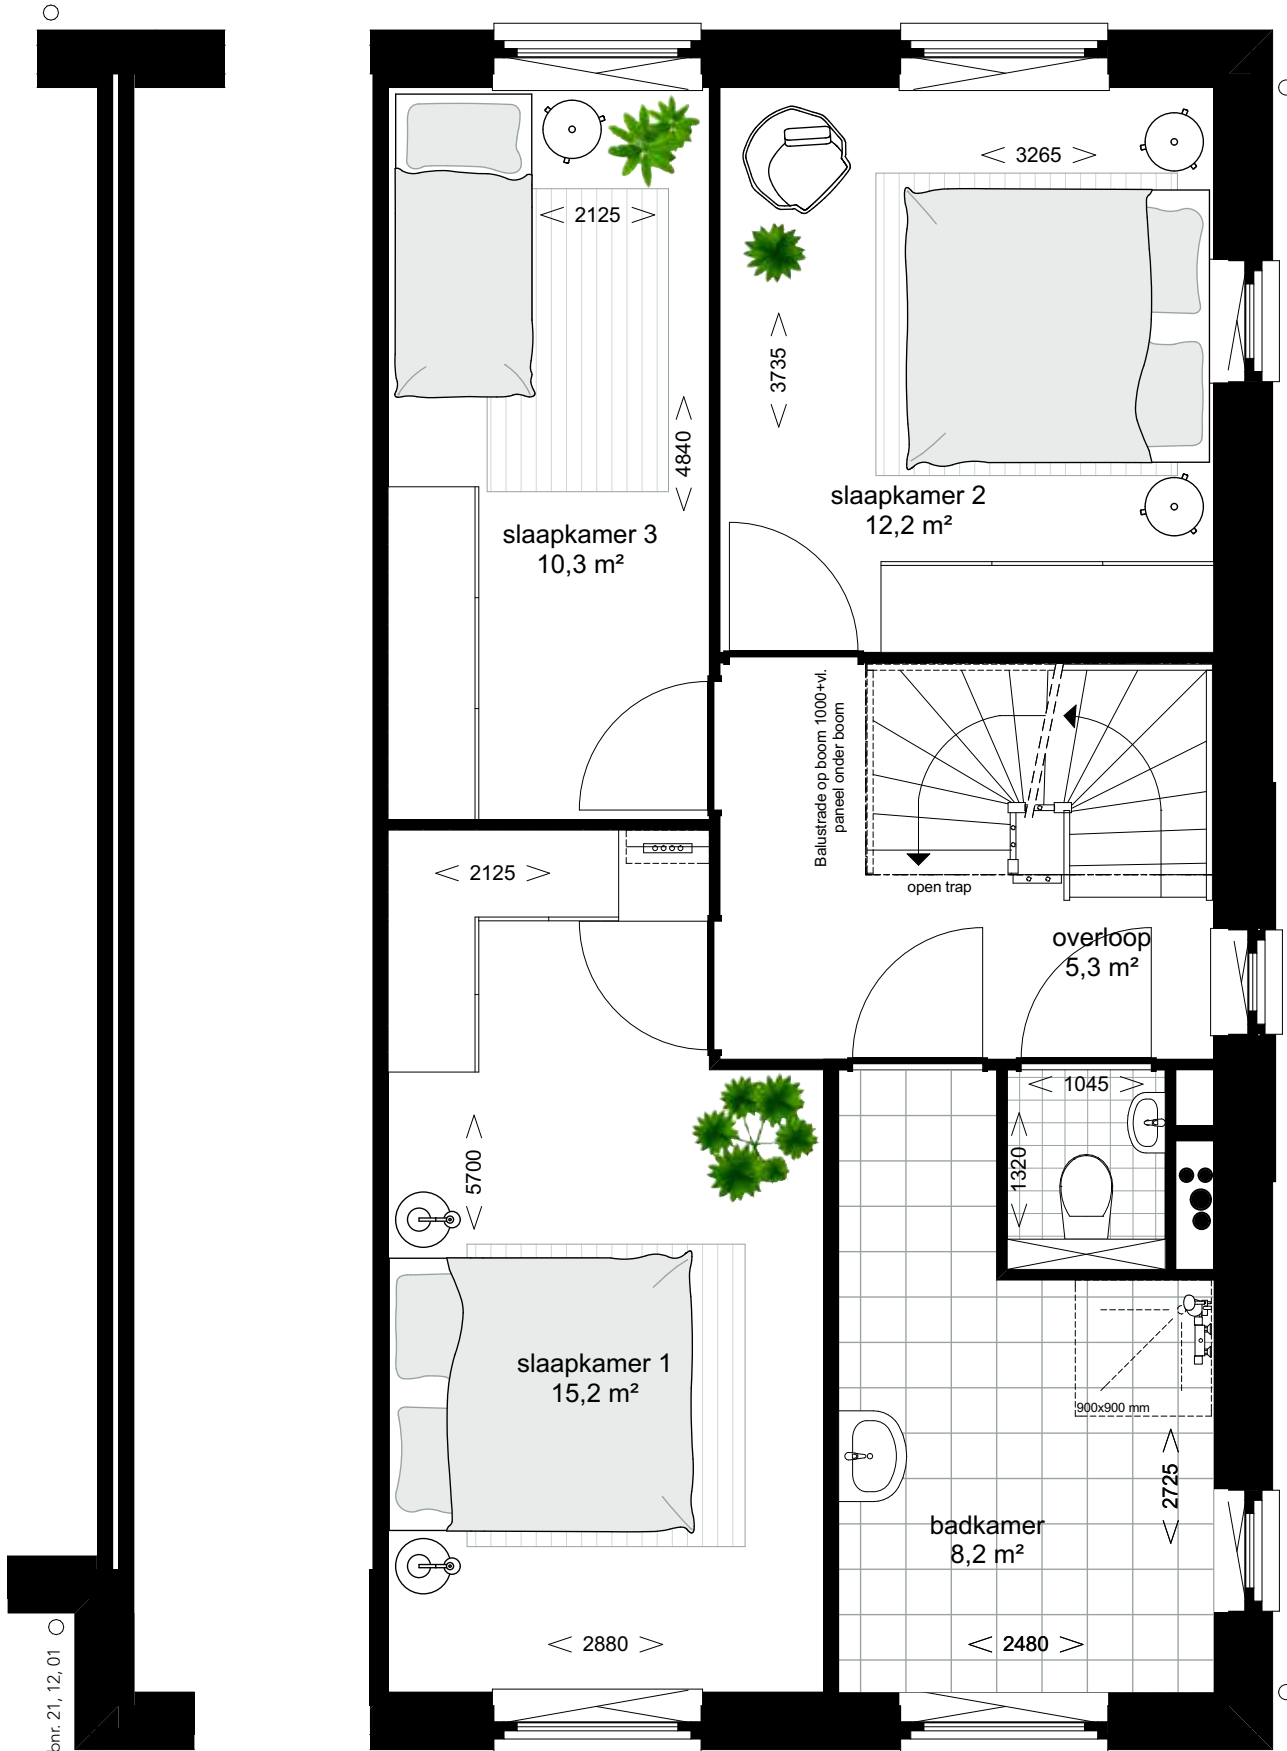 3265
2125
3735
4840
slaapkamer 2
12,2 m²
slaapkamer 3
10,3 m²
Balustrade op boom 1000+vl.
paneel onder boom
2125
open trap
overloop
5,3 m²
1045
1320
5700
slaapkamer 1
15,2 m²
900x900 mm
2725
badkamer
8,2 m²
2880
2480
bnr. 21, 12, 01